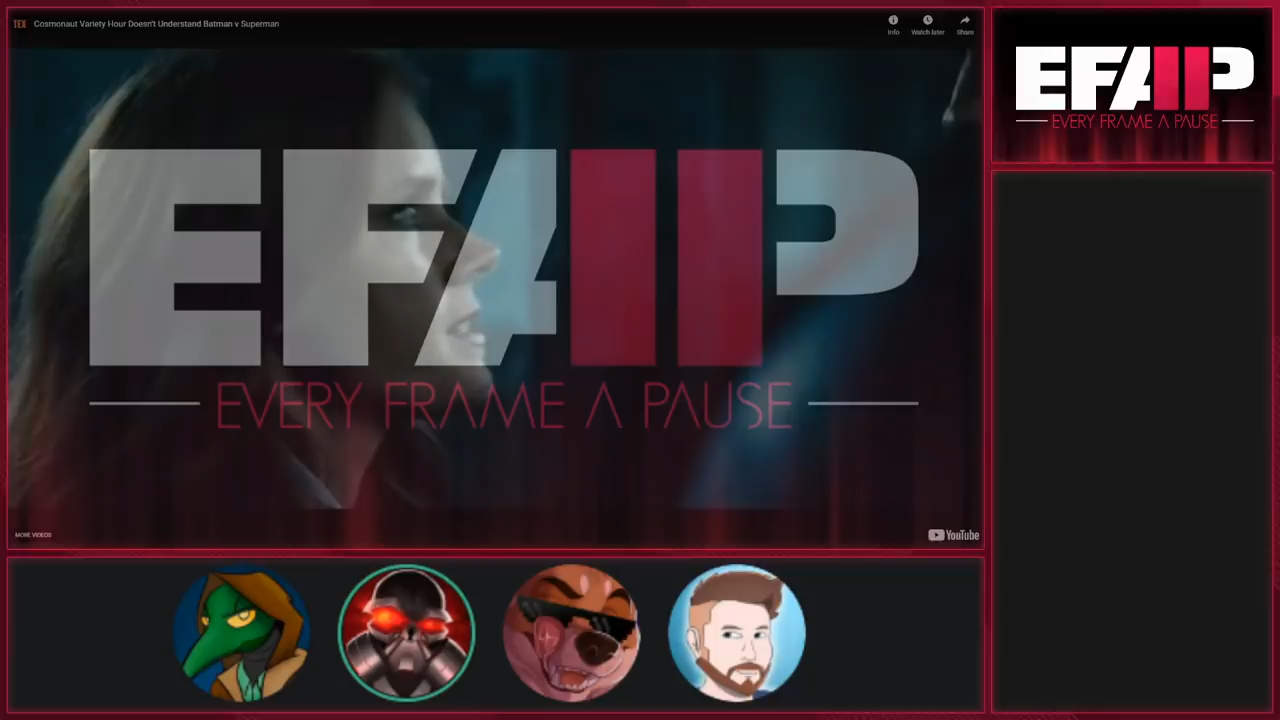 TEX Cosmonaut Variety Hour Doesn't Understand Batman v Superman
Info Watch later Share
EFAP
EVERY FRAME A PAUSE
MORE VIDEOS
YouTube
EFAP
EVERY FRAME A PAUSE